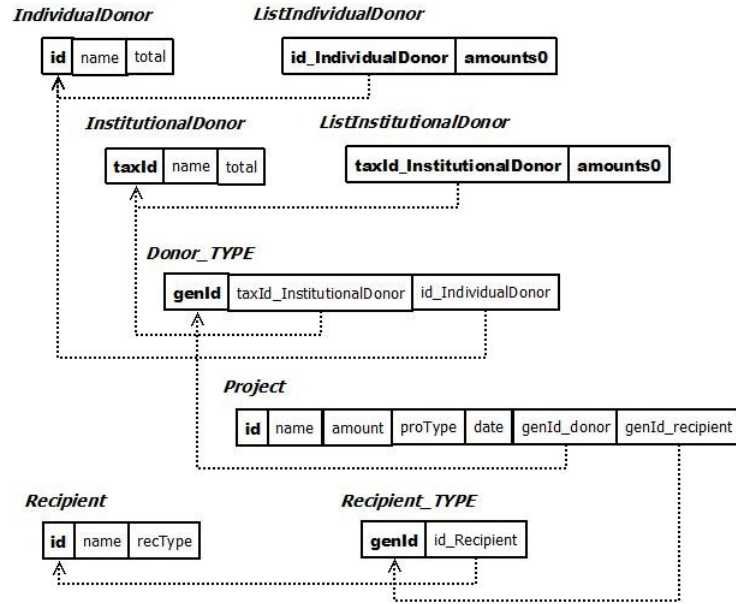 IndividualDonor ListIndividualDonor
id name total id_IndividualDonor amounts0
InstitutionalDonor ListInstitutionalDonor
taxId name total taxId_InstitutionalDonor amounts0
Donor_TYPE
genId taxId_InstitutionalDonor id_IndividualDonor
Project
id name amount proType date genId_donor genId_recipient
Recipient Recipient_TYPE
id name recType genId id_Recipient